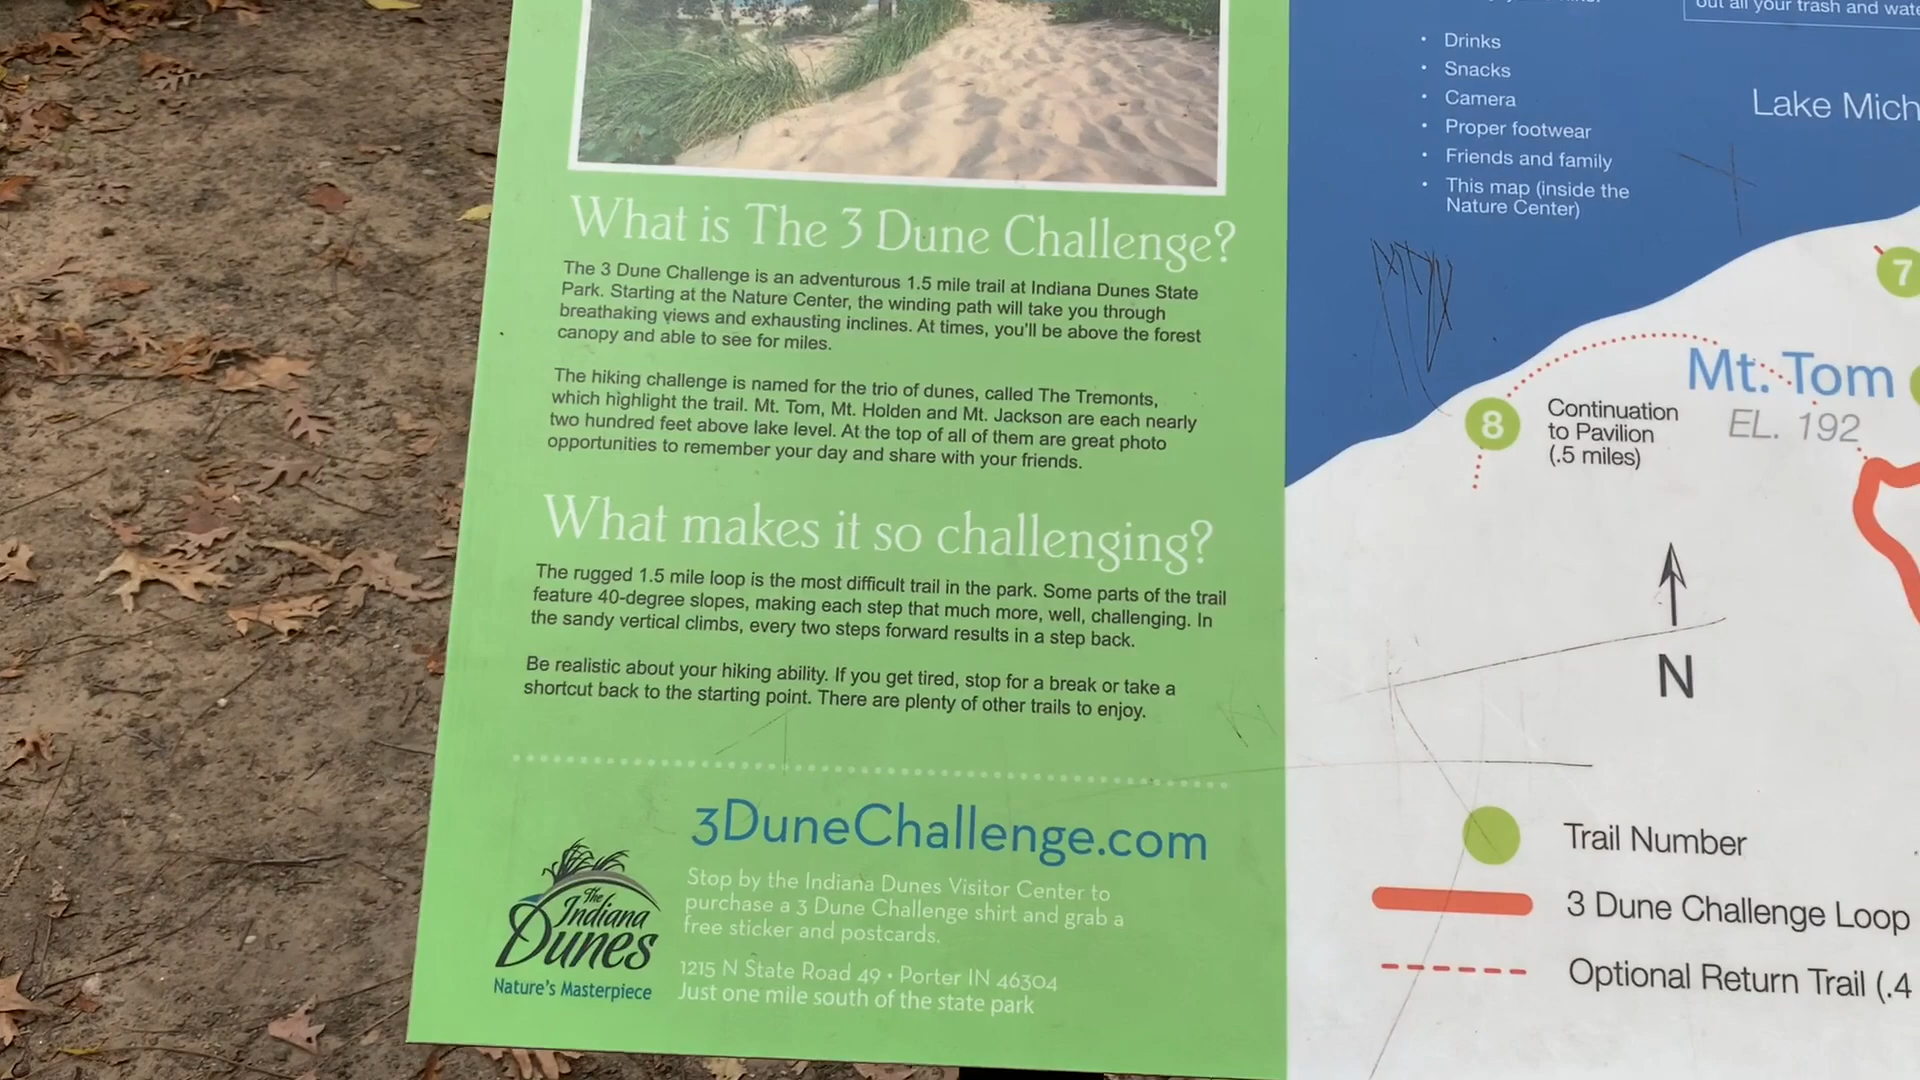 What is The 3 Dune Challenge?
The 3 Dune Challenge is an adventurous 1.5 mile trail at Indiana Dunes State
Park. Starting at the Nature Center, the winding path will take you through
breathaking views and exhausting inclines. At times, you'll be above the forest
canopy and able to see for miles.
The hiking challenge is named for the trio of dunes, called The Tremonts,
which highlight the trail. Mt. Tom, Mt. Holden and Mt. Jackson are each nearly
two hundred feet above lake level. At the top of all of them are great photo
opportunities to remember your day and share with your friends.
What makes it so challenging?
The rugged 1.5 mile loop is the most difficult trail in the park. Some parts of the trail
feature 40-degree slopes, making each step that much more, well, challenging. In
the sandy vertical climbs, every two steps forward results in a step back.
Be realistic about your hiking ability. If you get tired, stop for a break or take a
shortcut back to the starting point. There are plenty of other trails to enjoy.
3DuneChallenge.com
Stop by the Indiana Dunes Visitor Center to
purchase a 3 Dune Challenge shirt and grab a
free sticker and postcards.
1215 N State Road 49 • Porter IN 46304
Just one mile south of the state park
The
Indiana
Dunes
Nature's Masterpiece
out all your trash and wate
• Drinks
• Snacks
• Camera
• Proper footwear
• Friends and family
• This map (inside the
Nature Center)
Lake Mich
7
Mt. Tom
EL. 192
8
Continuation
to Pavilion
(.5 miles)
N
Trail Number
3 Dune Challenge Loop
Optional Return Trail (.4